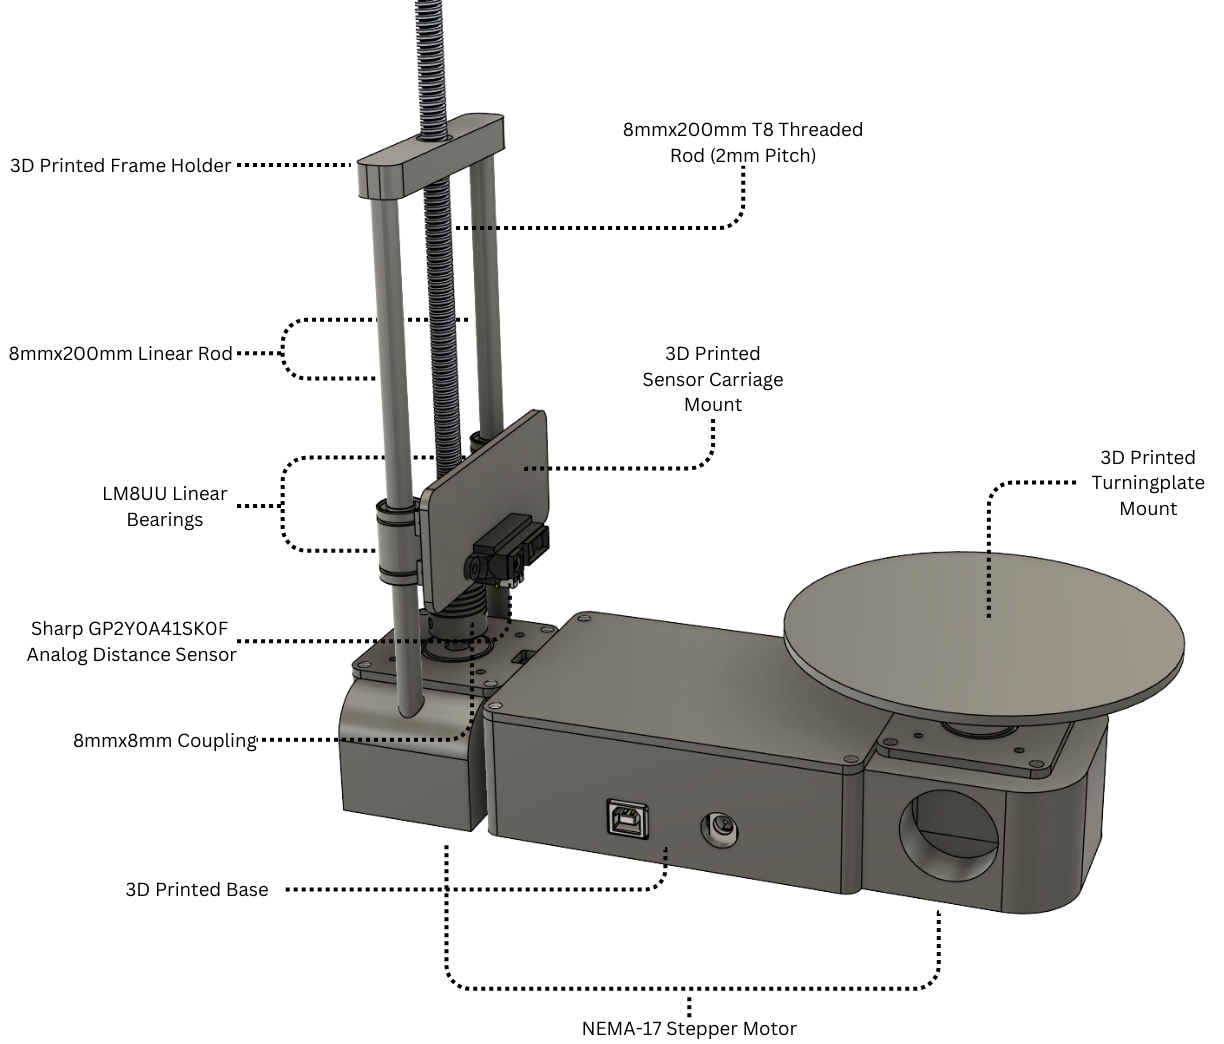 8mmx200mm T8 Threaded
Rod (2mm Pitch)
3D Printed Frame Holder
8mmx200mm Linear Rod
3D Printed
Sensor Carriage
Mount
3D Printed
Turningplate
Mount
LM8UU Linear
Bearings
Sharp GP2Y0A41SK0F
Analog Distance Sensor
8mmx8mm Coupling
3D Printed Base
NEMA-17 Stepper Motor